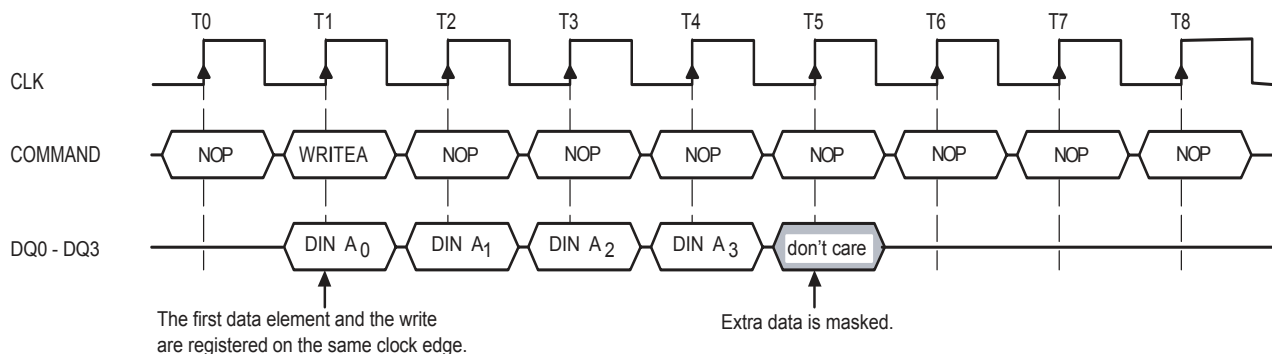 T0 T1 T2 T3 T4 T5 T6 T7 T8
CLK
COMMAND NOP WRITEA NOP NOP NOP NOP NOP NOP NOP
DQ0 - DQ3 DIN A0 DIN A1 DIN A2 DIN A3 don't care
The first data element and the write
are registered on the same clock edge.
Extra data is masked.